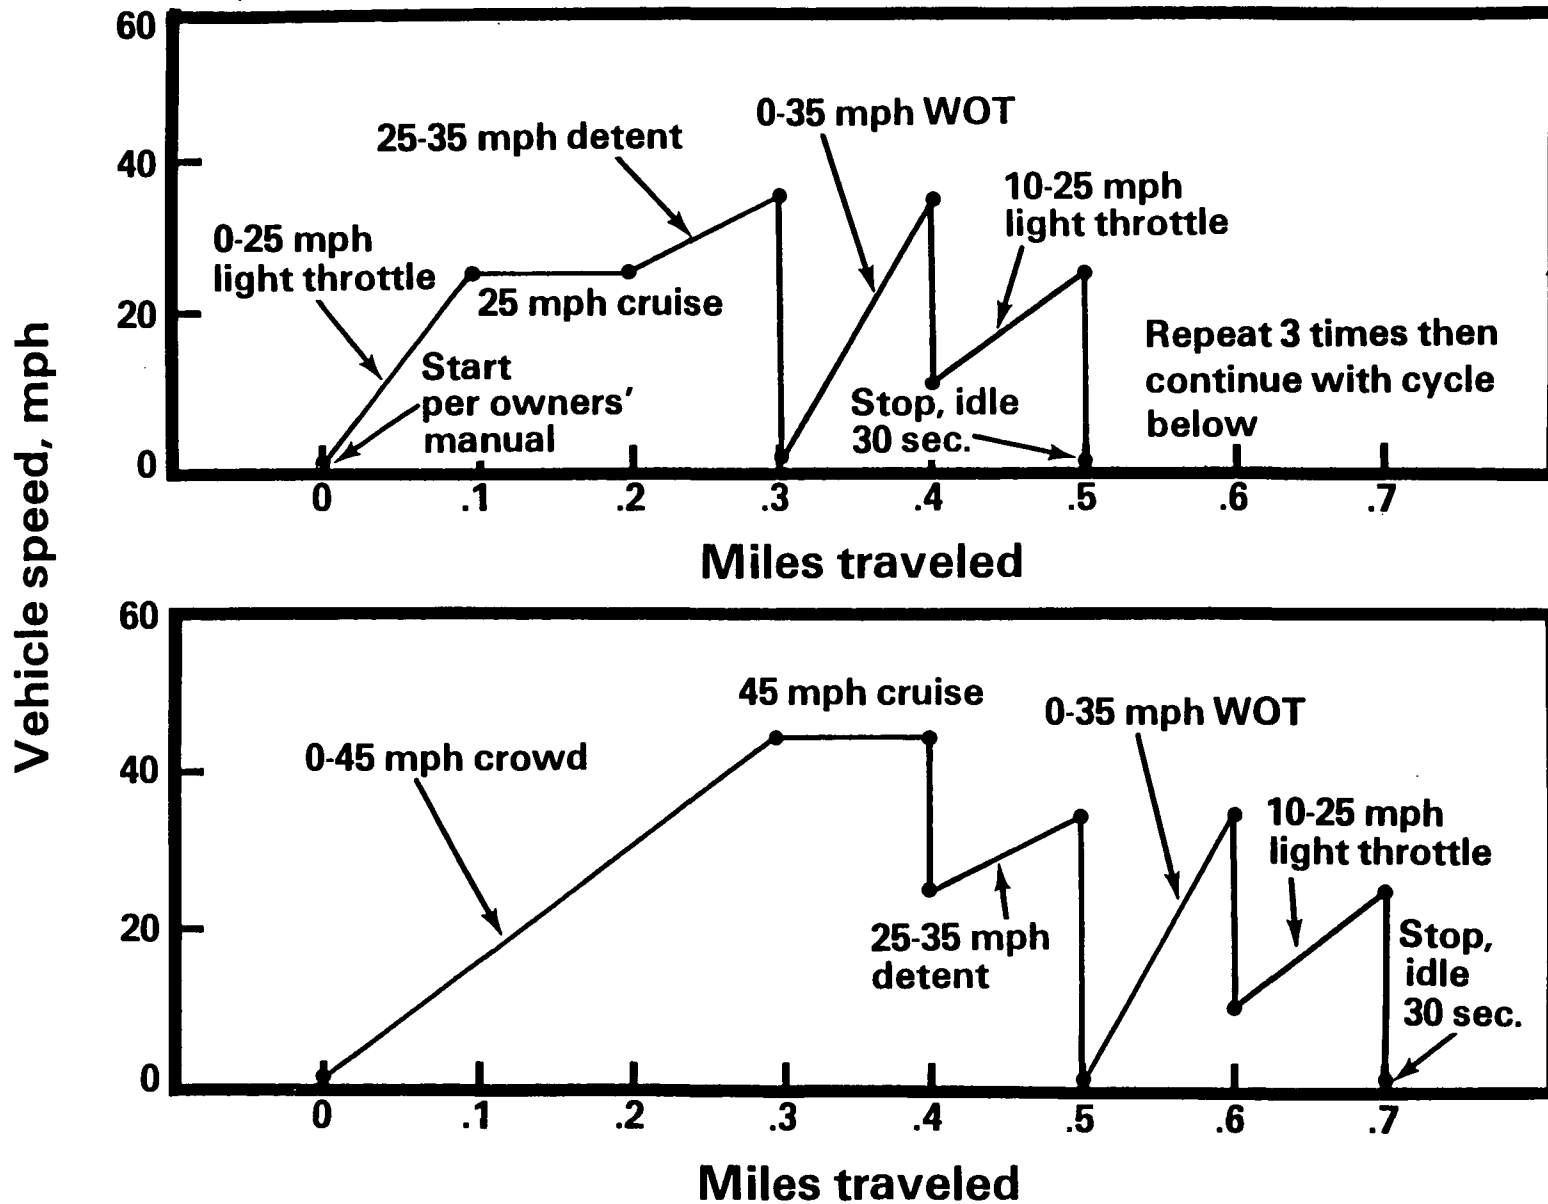 Vehicle speed, mph
60
40
20
0
25-35 mph detent
0-35 mph WOT
10-25 mph
light throttle
0-25 mph
light throttle
25 mph cruise
Start
per owners'
manual
Stop, idle
30 sec.
Repeat 3 times then
continue with cycle
below
0 .1 .2 .3 .4 .5 .6 .7
Miles traveled
60
40
20
0
45 mph cruise
0-35 mph WOT
0-45 mph crowd
10-25 mph
light throttle
25-35 mph
detent
Stop,
idle
30 sec.
0 .1 .2 .3 .4 .5 .6 .7
Miles traveled